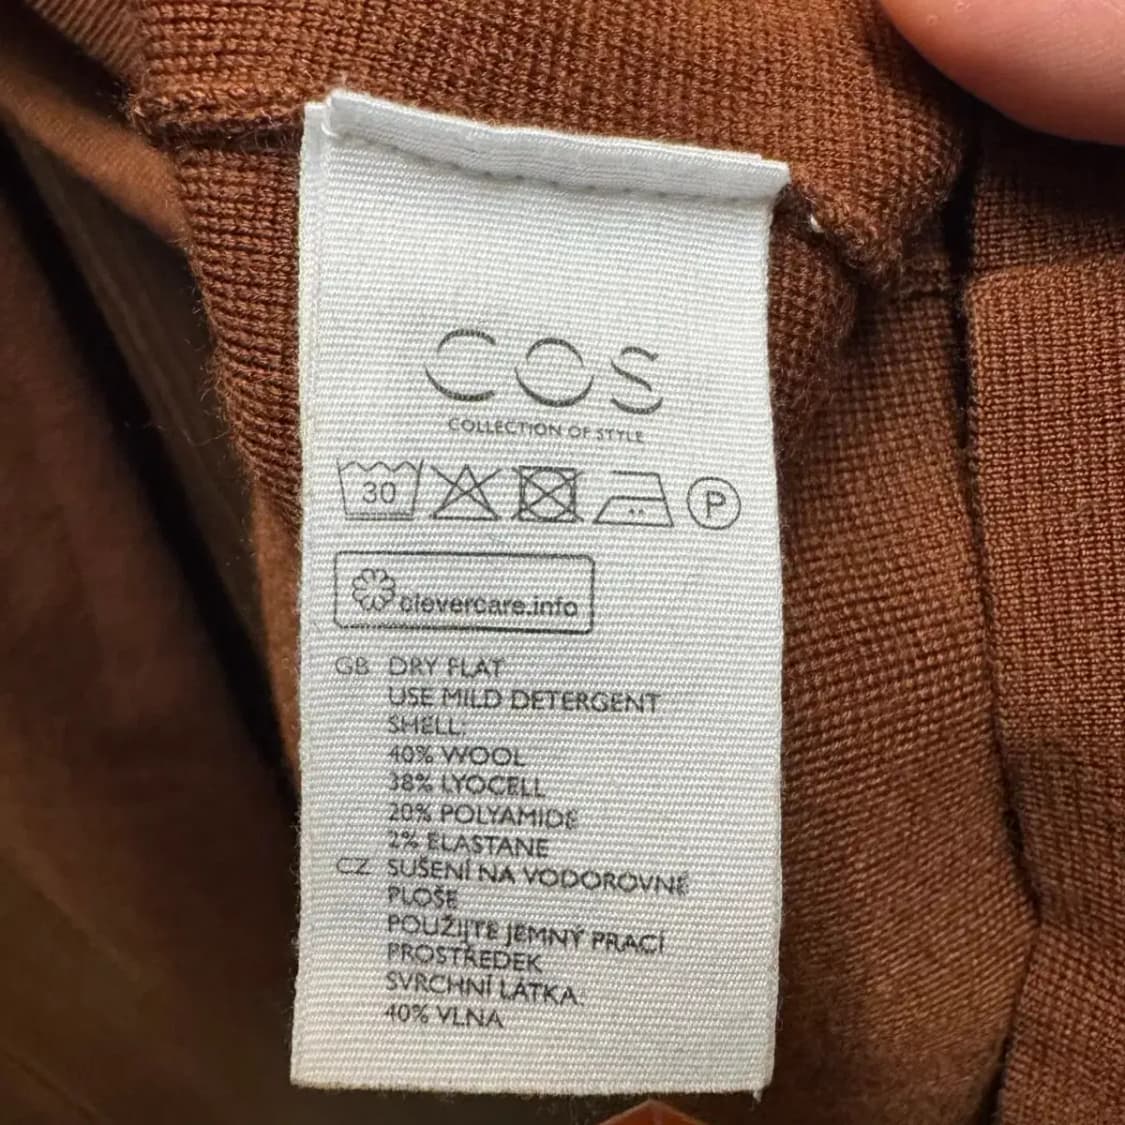 COS
COLLECTION OF STYLE
30
P
clevercare.info
GB DRY FLAT
USE MILD DETERGENT
SHELL:
40% WOOL
38% LYOCELL
20% POLYAMIDE
2% ELASTANE
CZ SUŠENÍ NA VODOROVNÉ
PLOŠE
POUŽIJTE JEMNÝ PRACÍ
PROSTŘEDEK
SVRCHNÍ LÁTKA:
40% VLNA